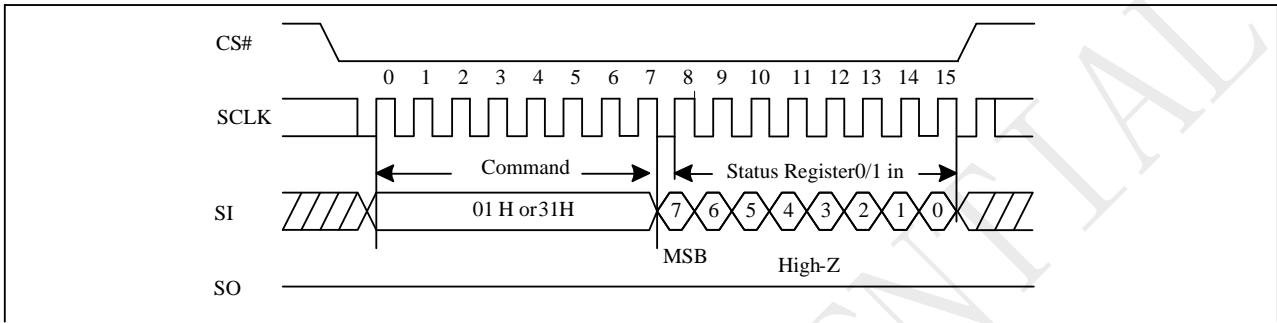 CS#
0 1 2 3 4 5 6 7 8 9 10 11 12 13 14 15
SCLK
Command Status Register0/1 in
SI 01 H or31H 7 6 5 4 3 2 1 0
MSB High-Z
SO
NTIAL